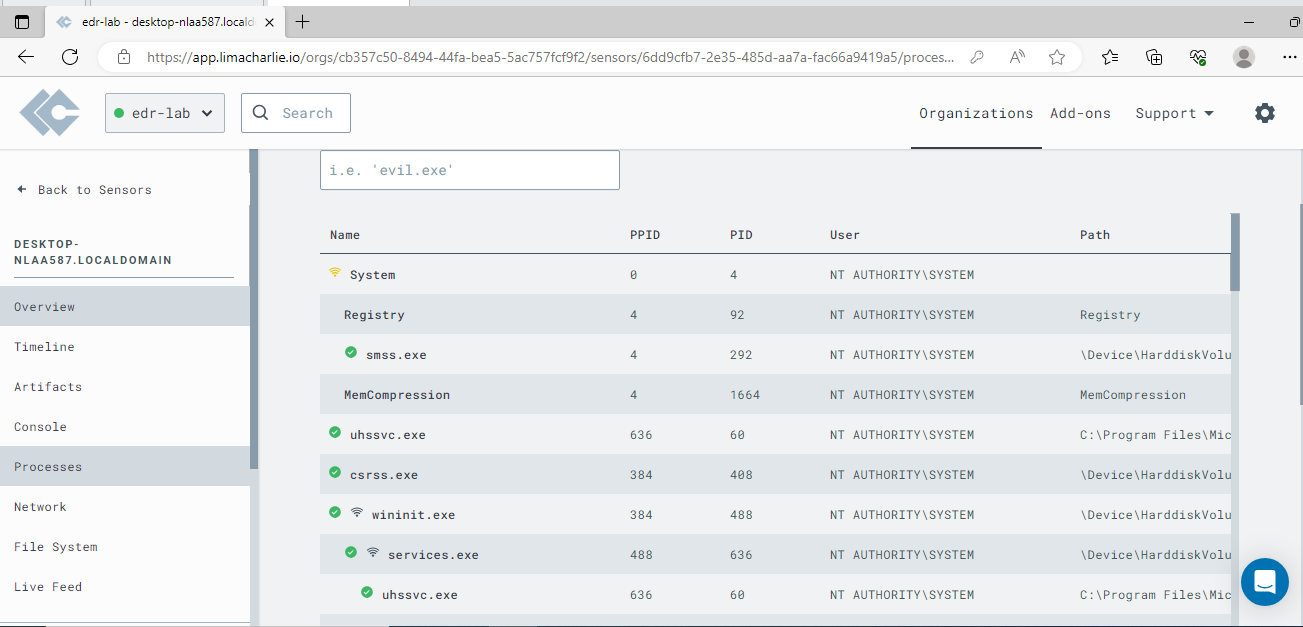 edr-lab - desktop-nlaa587.locald
https://app.limacharlie.io/orgs/cb357c50-8494-44fa-bea5-5ac757fcf9f2/sensors/6dd9cfb7-2e35-485d-aa7a-fac66a9419a5/proces...
edr-lab
Search
Organizations Add-ons Support
Back to Sensors
DESKTOP-
NLAA587.LOCALDOMAIN
Overview
Timeline
Artifacts
Console
Processes
Network
File System
Live Feed
i.e. 'evil.exe'
Name PPID PID User Path
System 0 4 NT AUTHORITY\SYSTEM
Registry 4 92 NT AUTHORITY\SYSTEM Registry
smss.exe 4 292 NT AUTHORITY\SYSTEM \Device\HarddiskVolu
MemCompression 4 1664 NT AUTHORITY\SYSTEM MemCompression
uhssvc.exe 636 60 NT AUTHORITY\SYSTEM C:\Program Files\Mic
csrss.exe 384 408 NT AUTHORITY\SYSTEM \Device\HarddiskVolu
wininit.exe 384 488 NT AUTHORITY\SYSTEM \Device\HarddiskVolu
services.exe 488 636 NT AUTHORITY\SYSTEM \Device\HarddiskVolu
uhssvc.exe 636 60 NT AUTHORITY\SYSTEM C:\Program Files\Mic